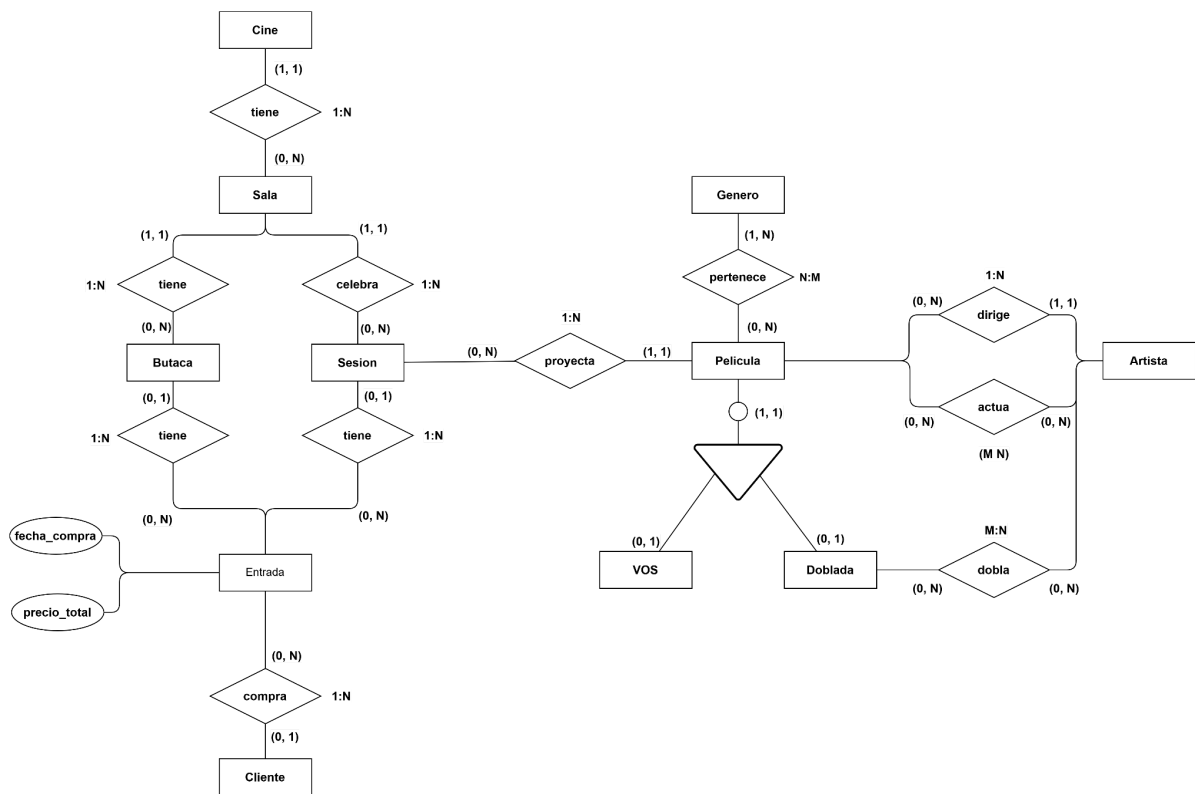 Cine
(1, 1)
tiene
1:N
(0, N)
Sala
(1, 1)
(1, 1)
1:N
tiene
celebra
1:N
(0, N)
(0, N)
Butaca
Sesion
(0, N)
1:N
proyecta
(1, 1)
Genero
(1, N)
pertenece
N:M
(0, N)
Pelicula
(0, N)
1:N
dirige
(1, 1)
Artista
(0, N)
actua
(0, N)
(M N)
(1, 1)
(0, 1)
(0, 1)
VOS
Doblada
(0, N)
M:N
dobla
(0, N)
(0, 1)
(0, 1)
1:N
tiene
tiene
1:N
(0, N)
(0, N)
fecha_compra
Entrada
precio_total
(0, N)
compra
1:N
(0, 1)
Cliente